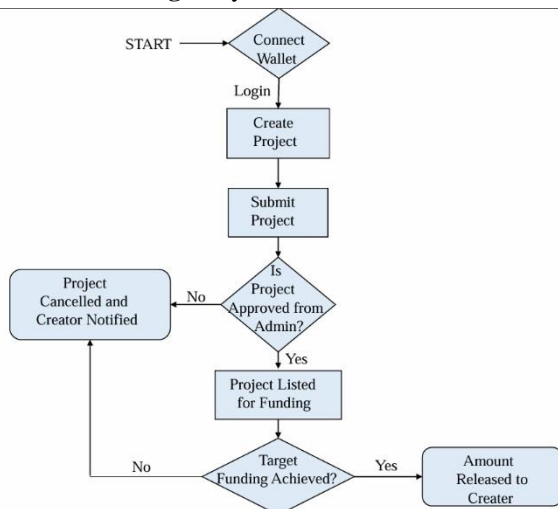 START
Connect
Wallet
Login
Create
Project
Submit
Project
Is
Project
Approved from
Admin?
No
Project
Cancelled and
Creator Notified
Yes
Project Listed
for Funding
Target
Funding Achieved?
No
Yes
Amount
Released to
Creater